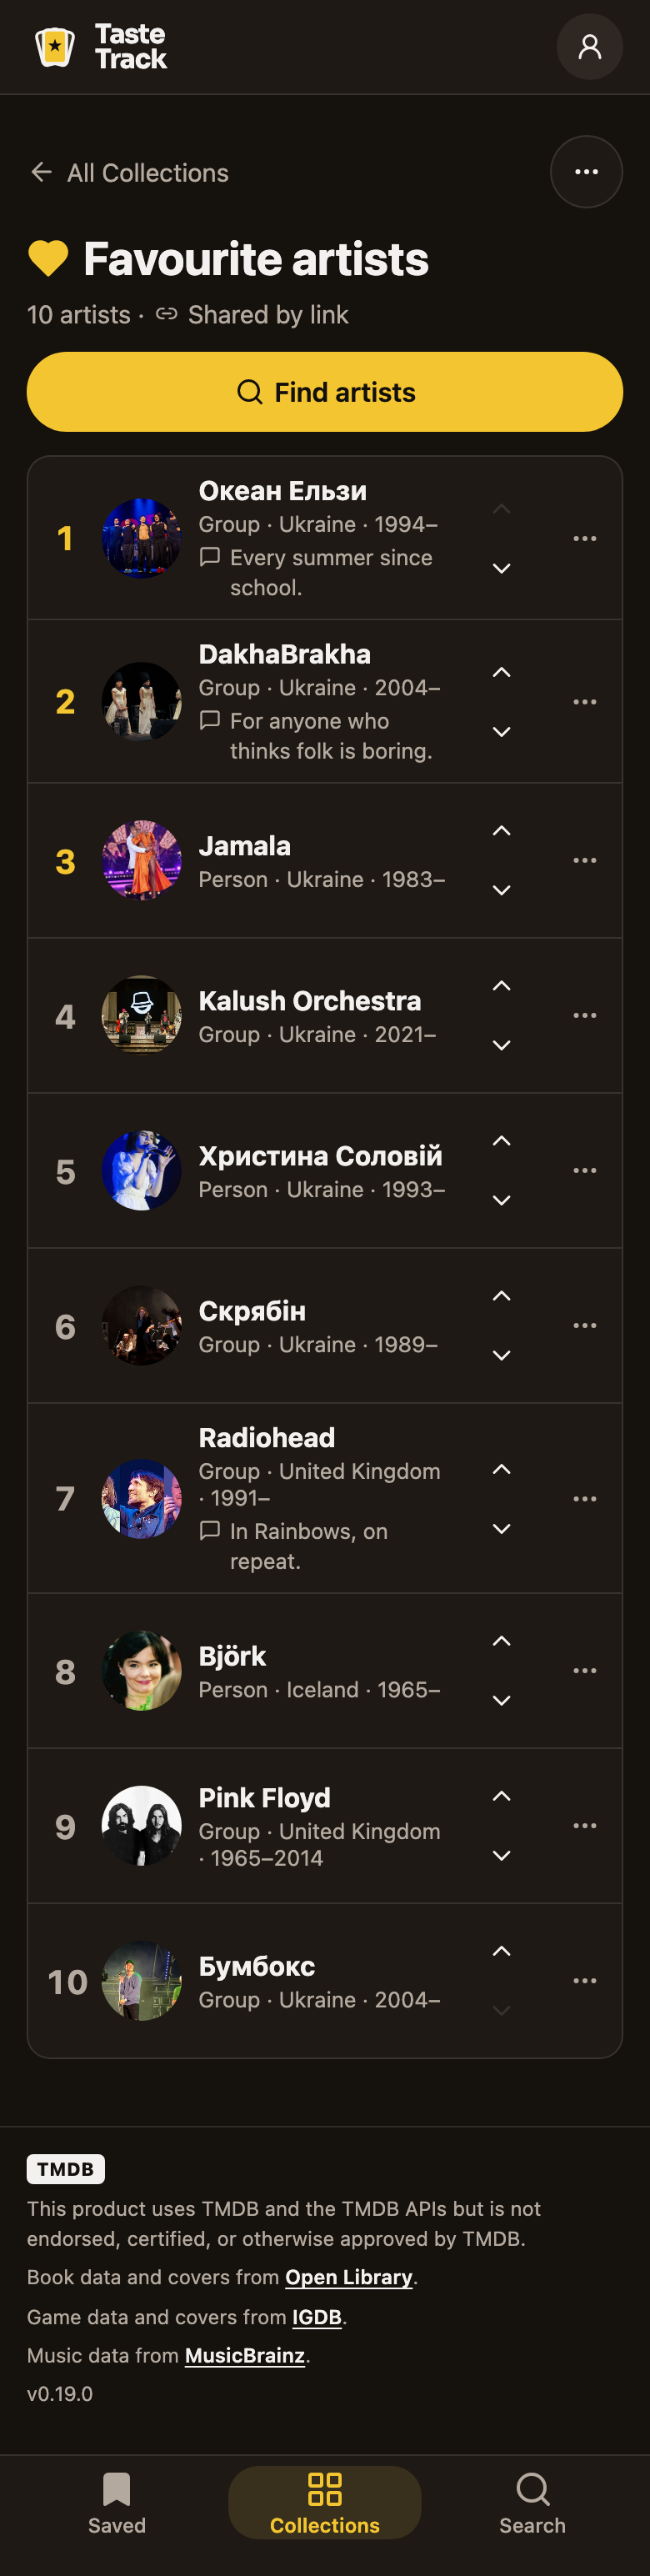 Taste
Track
All Collections
Favourite artists
10 artists · Shared by link
Find artists
1
Океан Ельзи
Group · Ukraine · 1994–
Every summer since
school.
2
DakhaBrakha
Group · Ukraine · 2004–
For anyone who
thinks folk is boring.
3
Jamala
Person · Ukraine · 1983–
4
Kalush Orchestra
Group · Ukraine · 2021–
5
Христина Соловій
Person · Ukraine · 1993–
6
Скрябін
Group · Ukraine · 1989–
7
Radiohead
Group · United Kingdom
· 1991–
In Rainbows, on
repeat.
8
Björk
Person · Iceland · 1965–
9
Pink Floyd
Group · United Kingdom
· 1965–2014
10
Бумбокс
Group · Ukraine · 2004–
TMDB
This product uses TMDB and the TMDB APIs but is not
endorsed, certified, or otherwise approved by TMDB.
Book data and covers from Open Library.
Game data and covers from IGDB.
Music data from MusicBrainz.
v0.19.0
Saved
Collections
Search